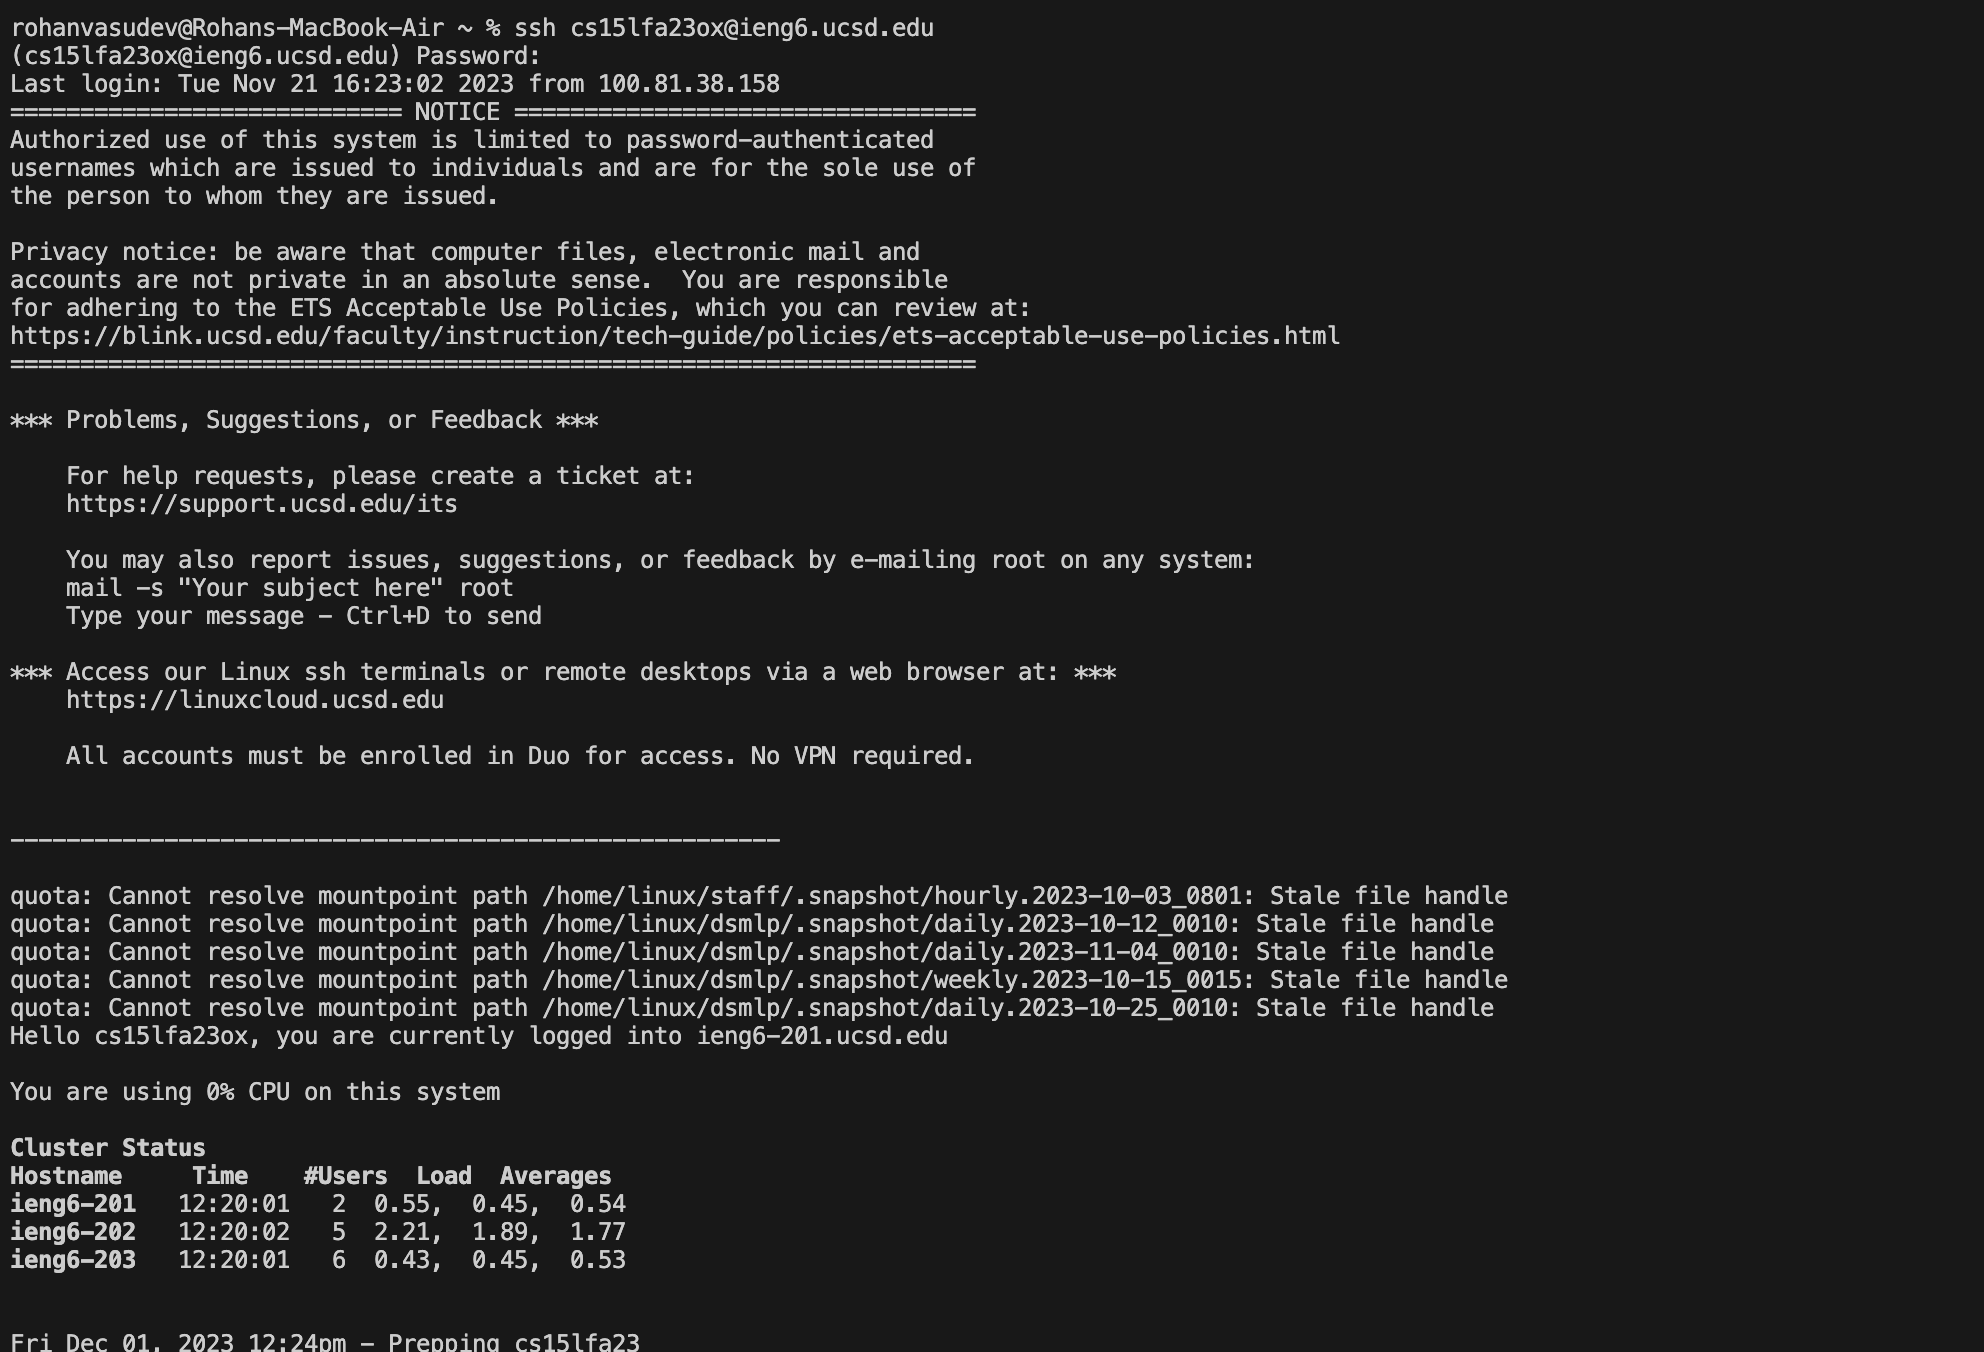 rohanvasudev@Rohans-MacBook-Air ~ % ssh cs15lfa23ox@ieng6.ucsd.edu
(cs15lfa23ox@ieng6.ucsd.edu) Password:
Last login: Tue Nov 21 16:23:02 2023 from 100.81.38.158
============================ NOTICE =================================
Authorized use of this system is limited to password-authenticated
usernames which are issued to individuals and are for the sole use of
the person to whom they are issued.

Privacy notice: be aware that computer files, electronic mail and
accounts are not private in an absolute sense.  You are responsible
for adhering to the ETS Acceptable Use Policies, which you can review at:
https://blink.ucsd.edu/faculty/instruction/tech-guide/policies/ets-acceptable-use-policies.html
=====================================================================

*** Problems, Suggestions, or Feedback ***

    For help requests, please create a ticket at:
    https://support.ucsd.edu/its

    You may also report issues, suggestions, or feedback by e-mailing root on any system:
    mail -s "Your subject here" root
    Type your message - Ctrl+D to send

*** Access our Linux ssh terminals or remote desktops via a web browser at: ***
    https://linuxcloud.ucsd.edu

    All accounts must be enrolled in Duo for access. No VPN required.

-------------------------------------------------------

quota: Cannot resolve mountpoint path /home/linux/staff/.snapshot/hourly.2023-10-03_0801: Stale file handle
quota: Cannot resolve mountpoint path /home/linux/dsmlp/.snapshot/daily.2023-10-12_0010: Stale file handle
quota: Cannot resolve mountpoint path /home/linux/dsmlp/.snapshot/daily.2023-11-04_0010: Stale file handle
quota: Cannot resolve mountpoint path /home/linux/dsmlp/.snapshot/weekly.2023-10-15_0015: Stale file handle
quota: Cannot resolve mountpoint path /home/linux/dsmlp/.snapshot/daily.2023-10-25_0010: Stale file handle
Hello cs15lfa23ox, you are currently logged into ieng6-201.ucsd.edu

You are using 0% CPU on this system

Cluster Status
Hostname     Time    #Users  Load  Averages
ieng6-201   12:20:01   2  0.55,  0.45,  0.54
ieng6-202   12:20:02   5  2.21,  1.89,  1.77
ieng6-203   12:20:01   6  0.43,  0.45,  0.53

Fri Dec 01, 2023 12:24pm - Prepping cs15lfa23